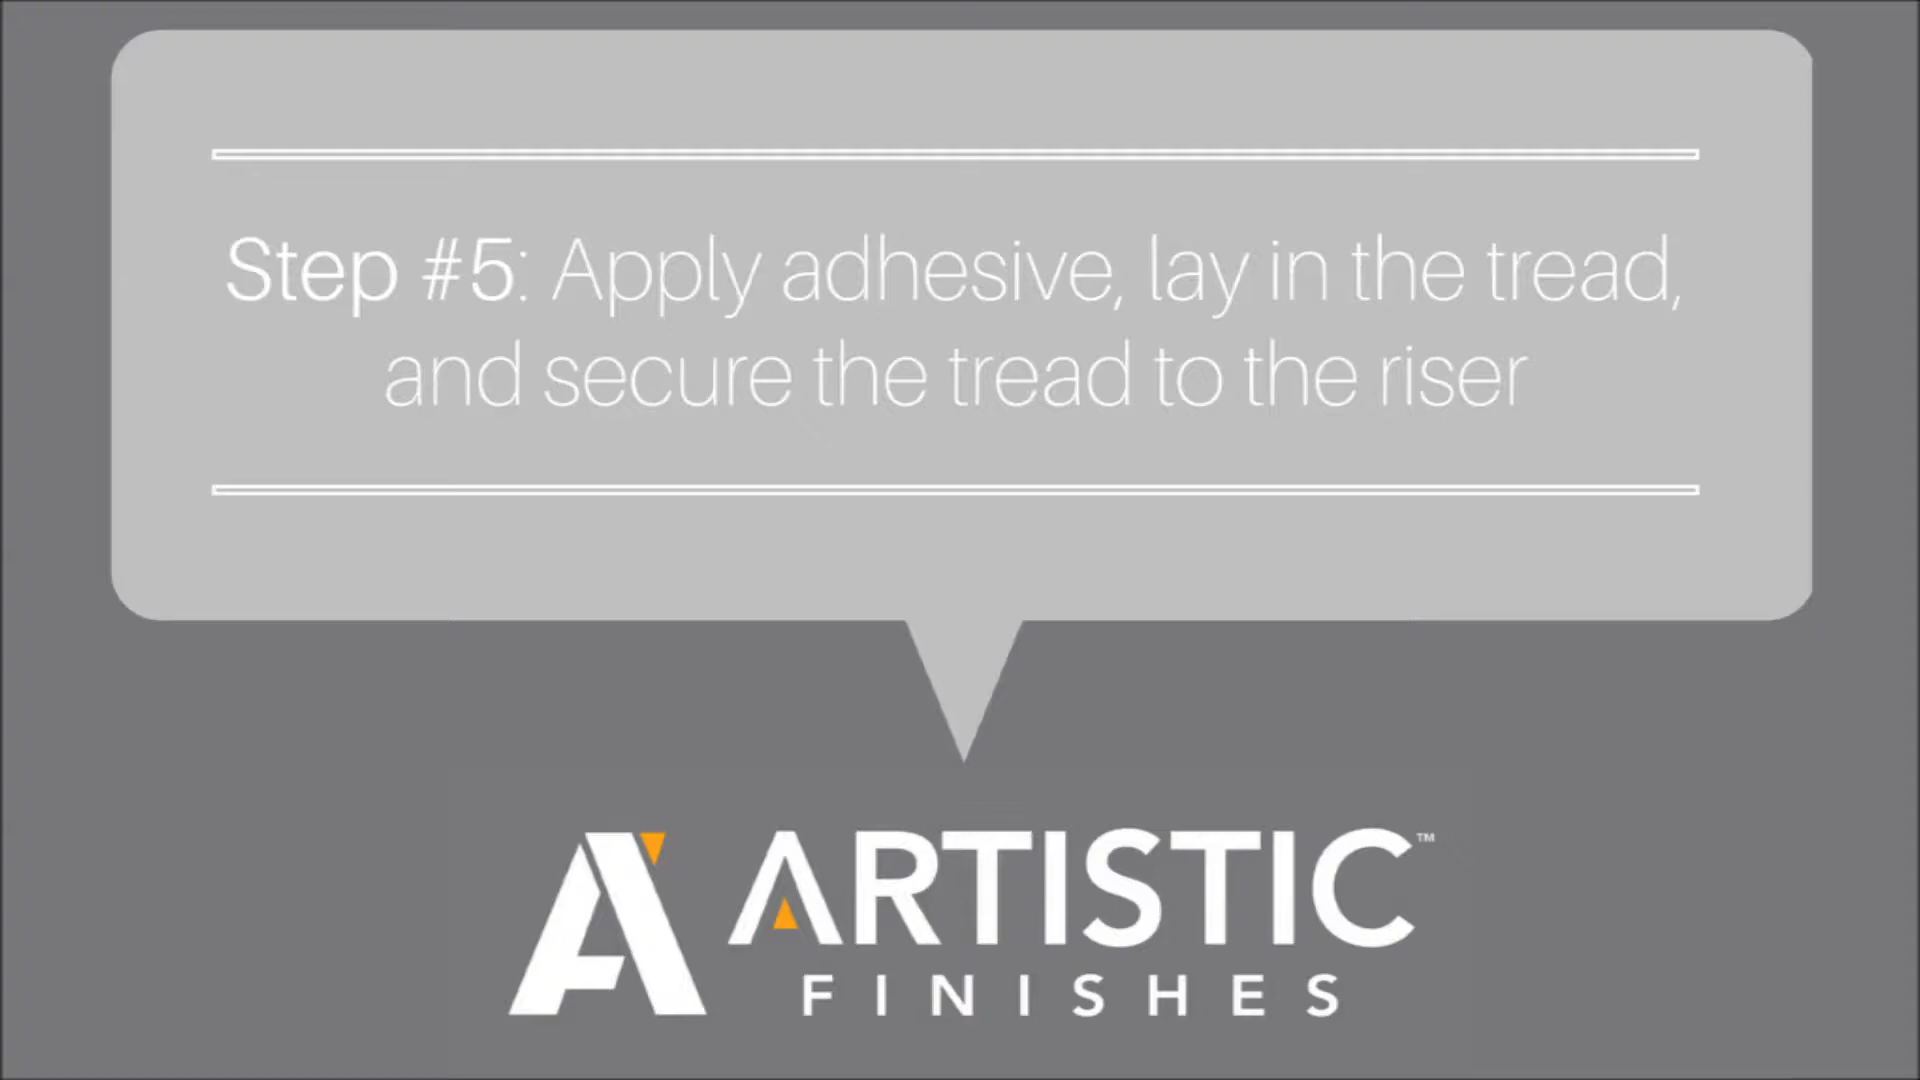 Step #5: Apply adhesive, lay in the tread,
and secure the tread to the riser
A ARTISTIC™
FINISHES